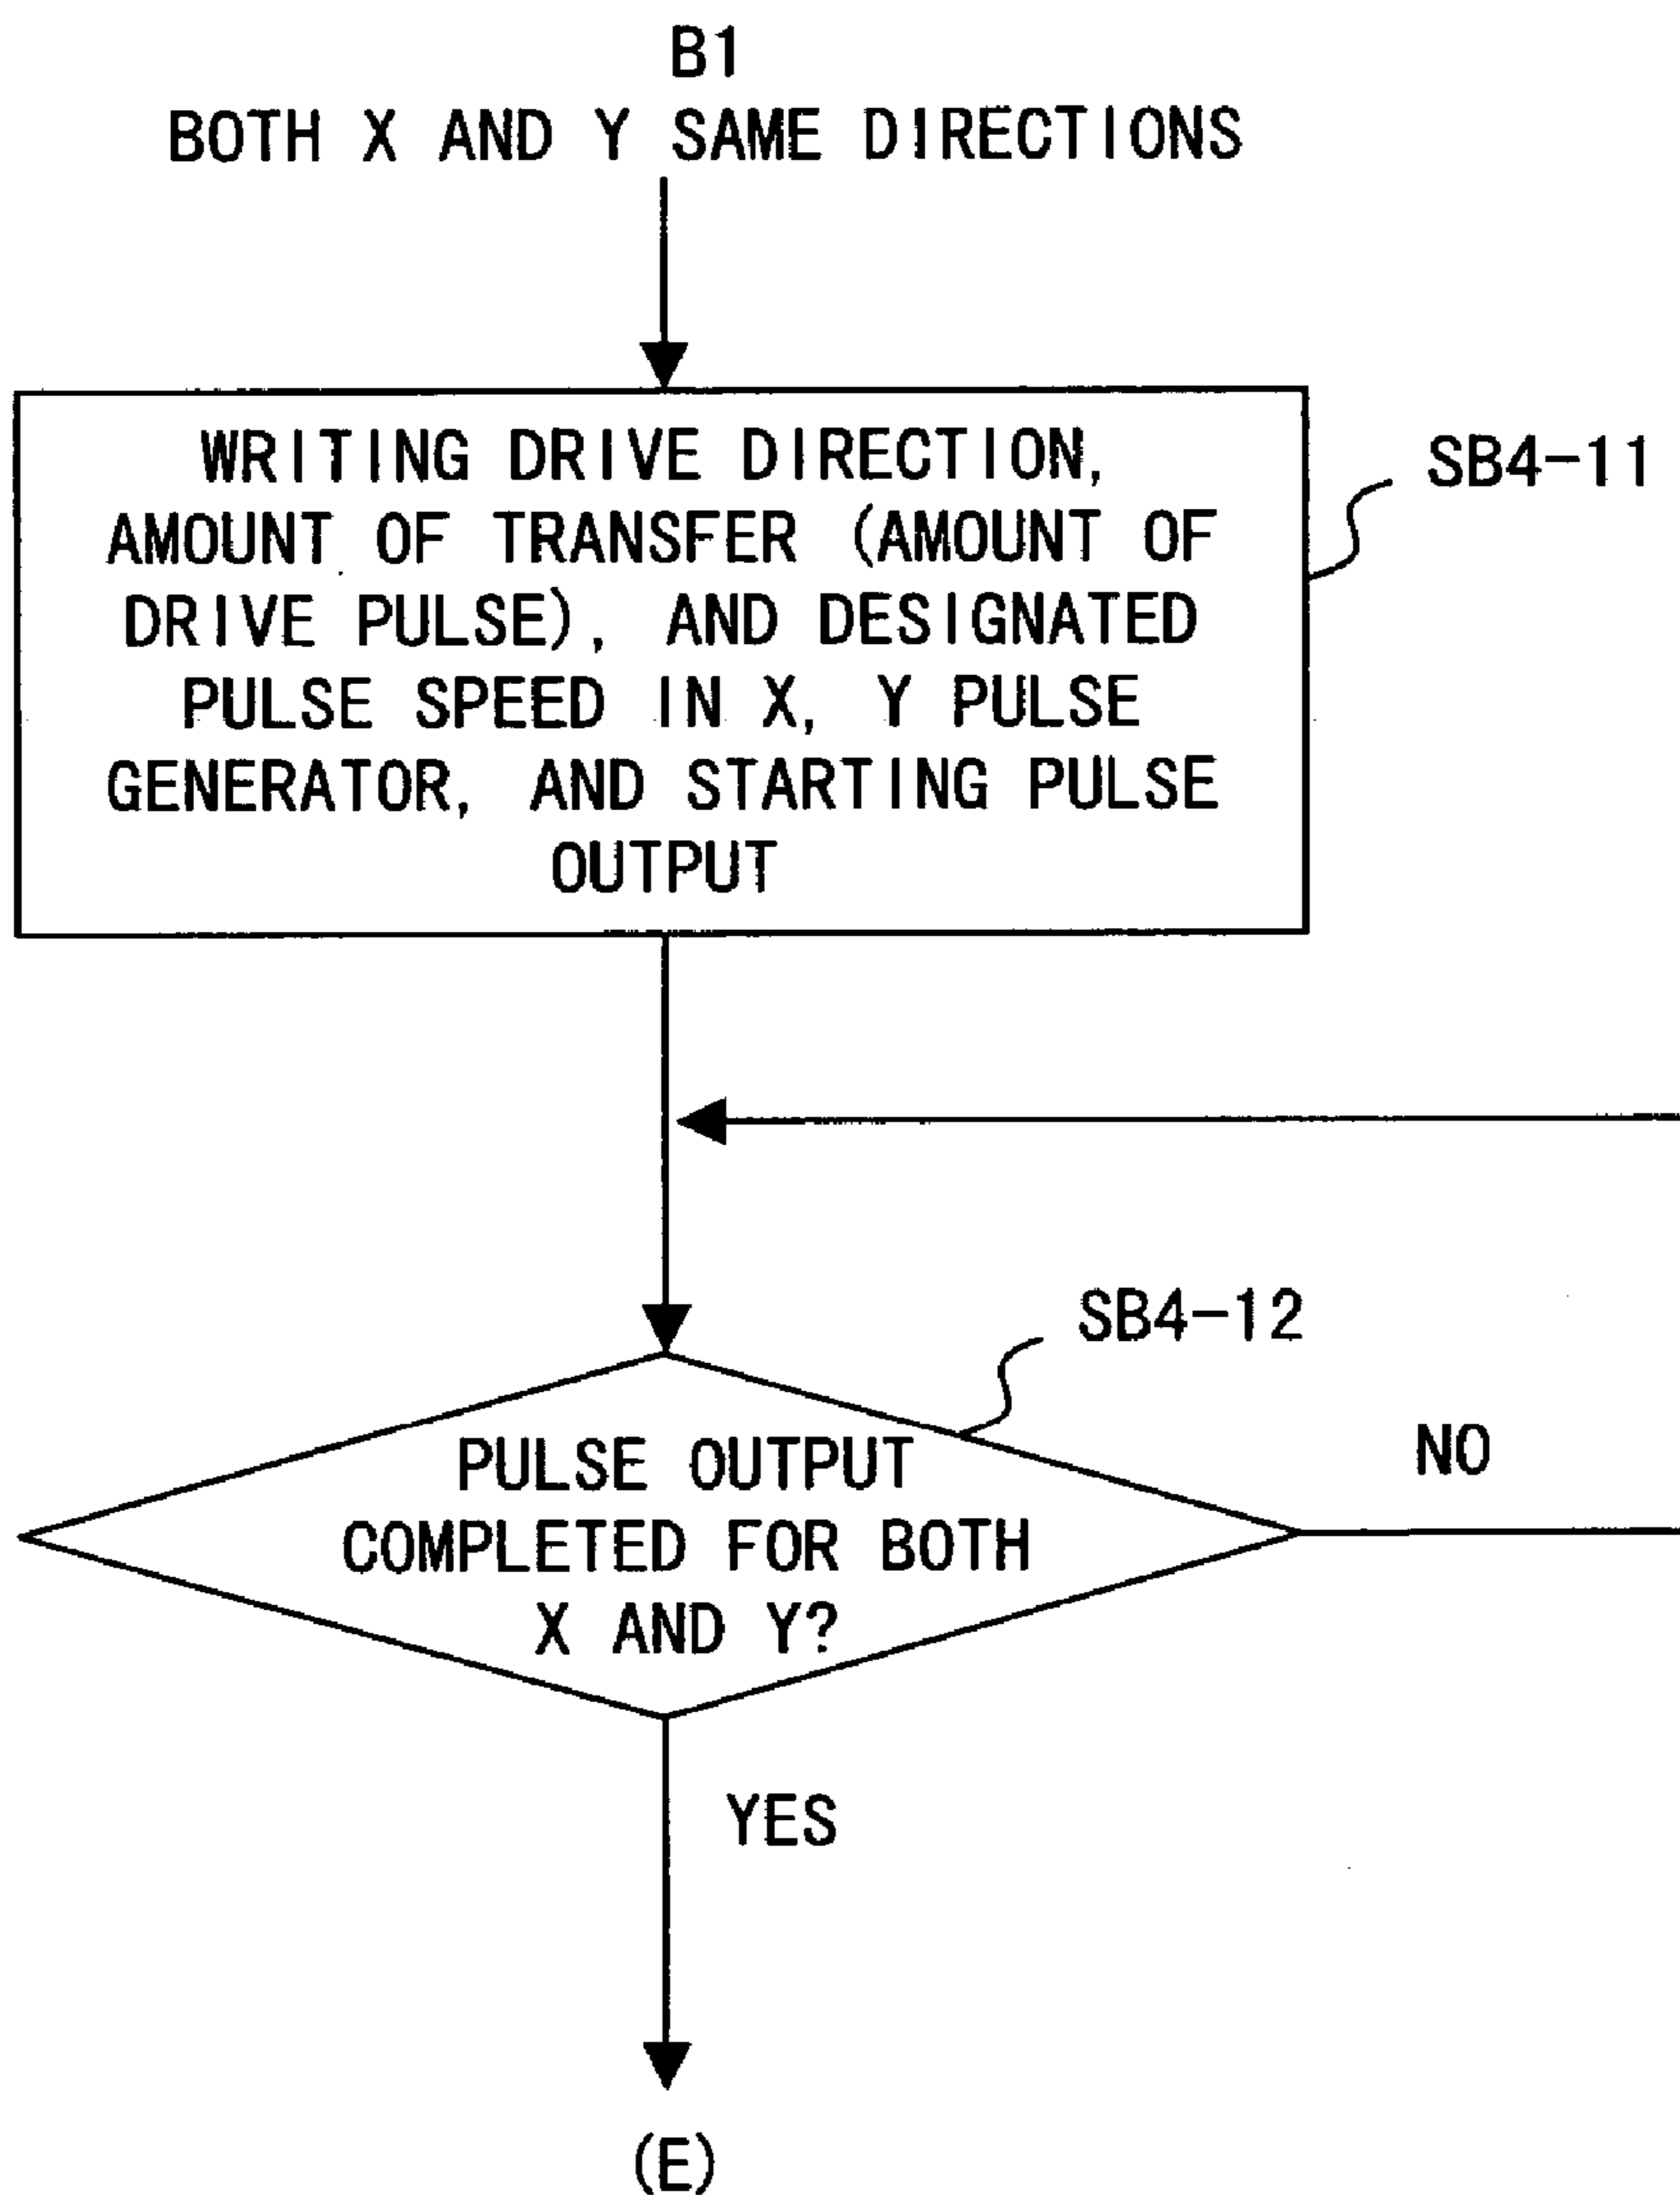 B1
BOTH X AND Y SAME DIRECTIONS
WRITING DRIVE DIRECTION,
AMOUNT OF TRANSFER (AMOUNT OF
DRIVE PULSE), AND DESIGNATED
PULSE SPEED IN X, Y PULSE
GENERATOR, AND STARTING PULSE
OUTPUT
SB4-11
SB4-12
PULSE OUTPUT
COMPLETED FOR BOTH
X AND Y?
NO
YES
(E)